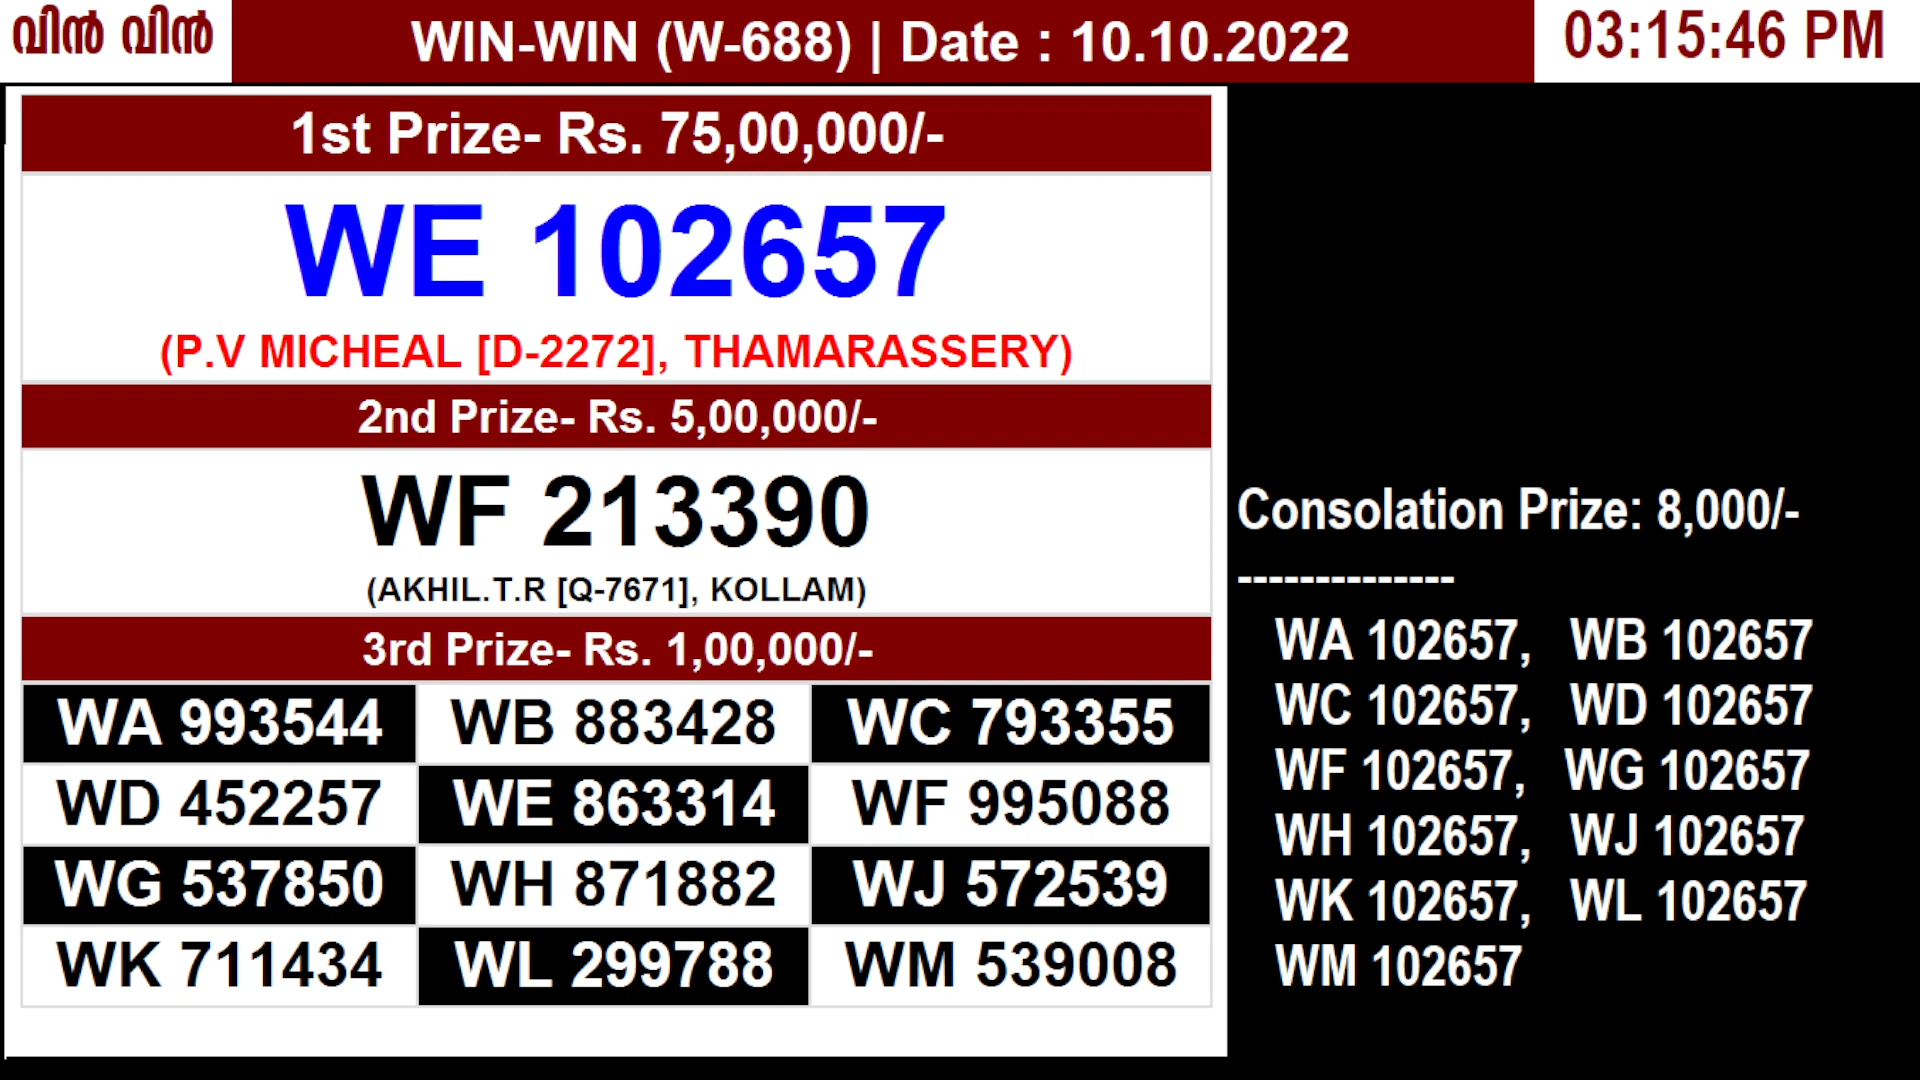 വിൻ വിൻ
WIN-WIN (W-688) | Date : 10.10.2022
03:15:46 PM
1st Prize- Rs. 75,00,000/-
WE 102657
(P.V MICHEAL [D-2272], THAMARASSERY)
2nd Prize- Rs. 5,00,000/-
WF 213390
(AKHIL.T.R [Q-7671], KOLLAM)
3rd Prize- Rs. 1,00,000/-
WA 993544 WB 883428 WC 793355
WD 452257 WE 863314 WF 995088
WG 537850 WH 871882 WJ 572539
WK 711434 WL 299788 WM 539008
Consolation Prize: 8,000/-
--------------
WA 102657, WB 102657
WC 102657, WD 102657
WF 102657, WG 102657
WH 102657, WJ 102657
WK 102657, WL 102657
WM 102657